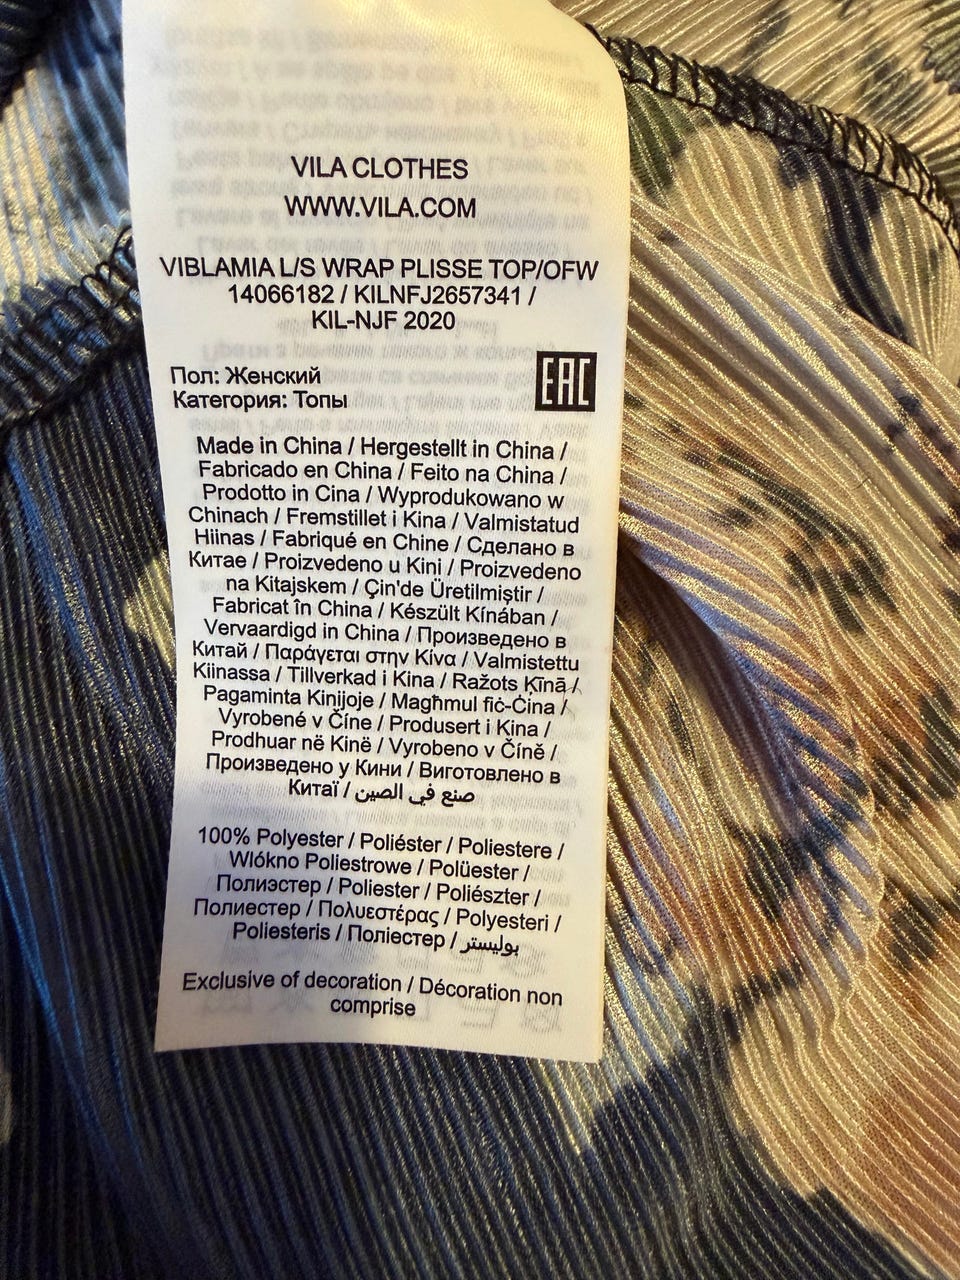 VILA CLOTHES
WWW.VILA.COM
VIBLAMIA L/S WRAP PLISSE TOP/OFW
14066182 / KILNFJ2657341 /
KIL-NJF 2020
Пол: Женский
Категория: Топы
EAC
Made in China / Hergestellt in China /
Fabricado en China / Feito na China /
Prodotto in Cina / Wyprodukowano w
Chinach / Fremstillet i Kina / Valmistatud
Hiinas / Fabriqué en Chine / Сделано в
Китае / Proizvedeno u Kini / Proizvedeno
na Kitajskem / Çin'de Üretilmiştir /
Fabricat în China / Készült Kínában /
Vervaardigd in China / Произведено в
Китай / Παράγεται στην Κίνα / Valmistettu
Kiinassa / Tillverkad i Kina / Ražots Ķīnā /
Pagaminta Kinijoje / Magħmul fiċ-Ċina /
Vyrobené v Číne / Produsert i Kina /
Prodhuar në Kinë / Vyrobeno v Číně /
Произведено у Кини / Виготовлено в
Китаї / صنع في الصين
100% Polyester / Poliéster / Poliestere /
Wlókno Poliestrowe / Polüester /
Полиэстер / Poliester / Poliészter /
Полиестер / Πολυεστέρας / Polyesteri /
Poliesteris / Поліестер / بوليستر
Exclusive of decoration / Décoration non
comprise